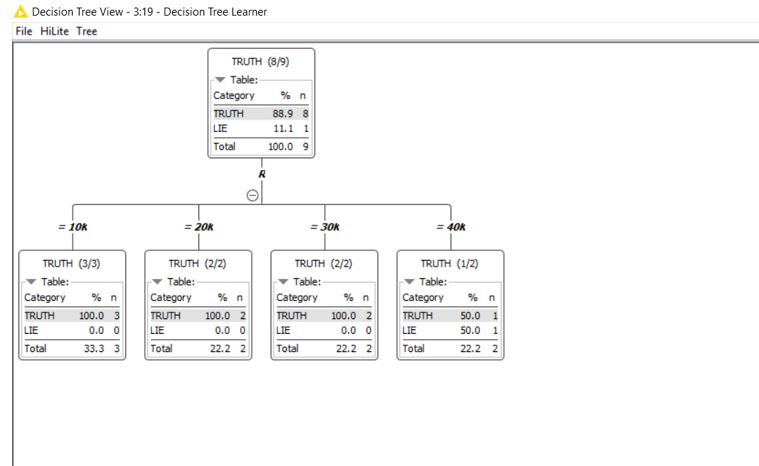 Decision Tree View - 3:19 - Decision Tree Learner
File HiLite Tree
TRUTH (8/9)
Table:
Category % n
TRUTH 88.9 8
LIE 11.1 1
Total 100.0 9
R
= 10k
= 20k
= 30k
= 40k
TRUTH (3/3)
Table:
Category % n
TRUTH 100.0 3
LIE 0.0 0
Total 33.3 3
TRUTH (2/2)
Table:
Category % n
TRUTH 100.0 2
LIE 0.0 0
Total 22.2 2
TRUTH (2/2)
Table:
Category % n
TRUTH 100.0 2
LIE 0.0 0
Total 22.2 2
TRUTH (1/2)
Table:
Category % n
TRUTH 50.0 1
LIE 50.0 1
Total 22.2 2